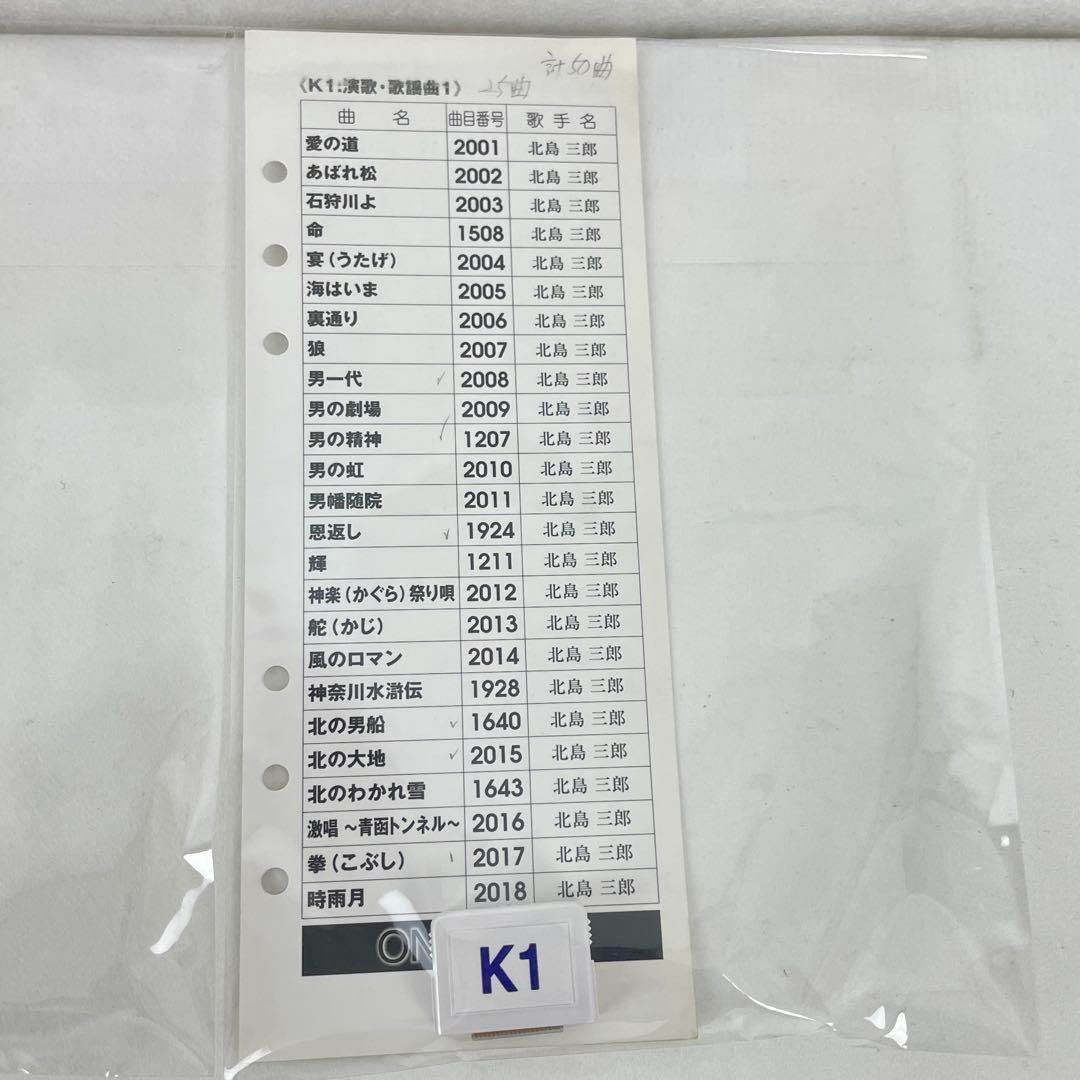 計50曲
〈K1:演歌・歌謡曲1〉 25曲
曲名 曲目番号 歌手名
愛の道 2001 北島 三郎
あばれ松 2002 北島 三郎
石狩川よ 2003 北島 三郎
命 1508 北島 三郎
宴(うたげ) 2004 北島 三郎
海はいま 2005 北島 三郎
裏通り 2006 北島 三郎
狼 2007 北島 三郎
男一代 ✓ 2008 北島 三郎
男の劇場 2009 北島 三郎
男の精神 1207 北島 三郎
男の虹 2010 北島 三郎
男幡随院 2011 北島 三郎
恩返し ✓ 1924 北島 三郎
輝 1211 北島 三郎
神楽(かぐら)祭り唄 2012 北島 三郎
舵(かじ) 2013 北島 三郎
風のロマン 2014 北島 三郎
神奈川水滸伝 1928 北島 三郎
北の男船 ✓ 1640 北島 三郎
北の大地 ✓ 2015 北島 三郎
北のわかれ雪 1643 北島 三郎
激唱 ～青函トンネル～ 2016 北島 三郎
拳(こぶし) 2017 北島 三郎
時雨月 2018 北島 三郎
ON
K1